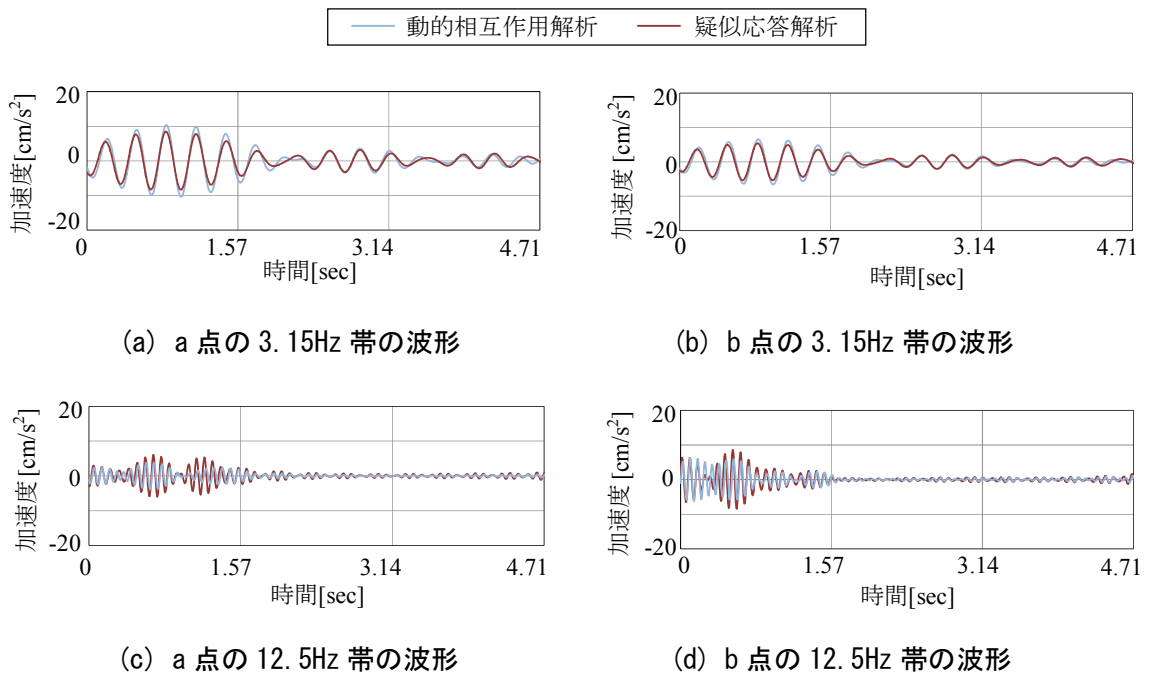 動的相互作用解析 疑似応答解析
20
0
-20
加速度[cm/s²]
0 1.57 3.14 4.71
時間[sec]
(a) a 点の 3.15Hz 帯の波形
20
0
-20
加速度 [cm/s²]
0 1.57 3.14 4.71
時間[sec]
(b) b 点の 3.15Hz 帯の波形
20
0
-20
加速度 [cm/s²]
0 1.57 3.14 4.71
時間[sec]
(c) a 点の 12.5Hz 帯の波形
20
0
-20
加速度 [cm/s²]
0 1.57 3.14 4.71
時間[sec]
(d) b 点の 12.5Hz 帯の波形